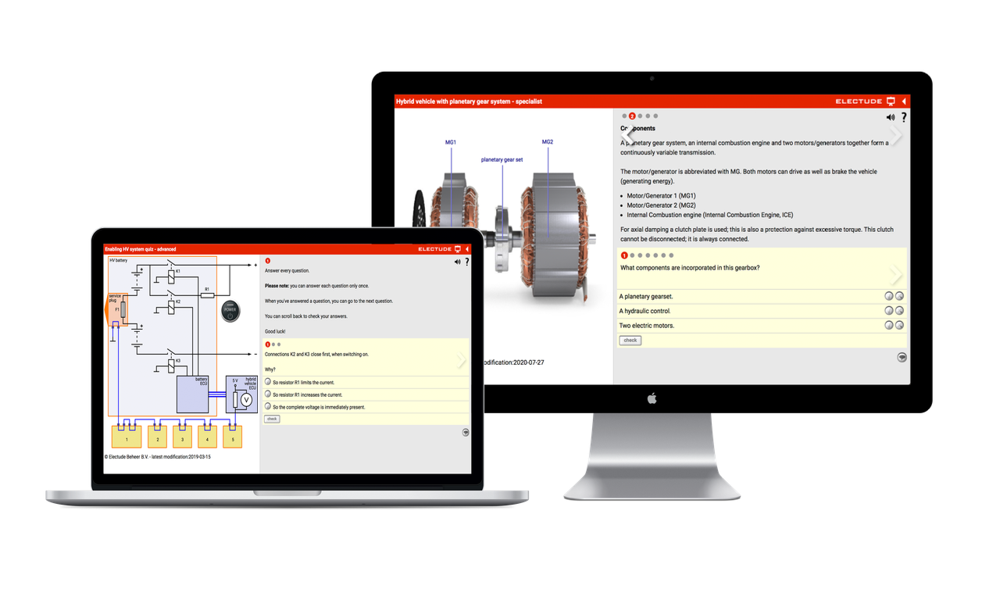 Hybrid vehicle with planetary gear system - specialist
ELECTUDE
MG1
MG2
planetary gear set
2
Components
A planetary gear system, an internal combustion engine and two motors/generators together form a
continuously variable transmission.
The motor/generator is abbreviated with MG. Both motors can drive as well as brake the vehicle
(generating energy).
Motor/Generator 1 (MG1)
Motor/Generator 2 (MG2)
Internal Combustion engine (Internal Combustion Engine, ICE)
For axial damping a clutch plate is used; this is also a protection against excessive torque. This clutch
cannot be disconnected; it is always connected.
1
What components are incorporated in this gearbox?
A planetary gearset.
A hydraulic control.
Two electric motors.
check
odification:2020-07-27
Enabling HV system quiz - advanced
ELECTUDE
HV battery
K1
K2
R1
POWER
service
plug
F1
K3
battery
ECU
5 V
hybrid
vehicle
ECU
V
1
2
3
4
5
© Electude Beheer B.V. - latest modification:2019-03-15
1
Answer every question.
Please note: you can answer each question only once.
When you've answered a question, you can go to the next question.
You can scroll back to check your answers.
Good luck!
1
Connections K2 and K3 close first, when switching on.
Why?
So resistor R1 limits the current.
So resistor R1 increases the current.
So the complete voltage is immediately present.
check